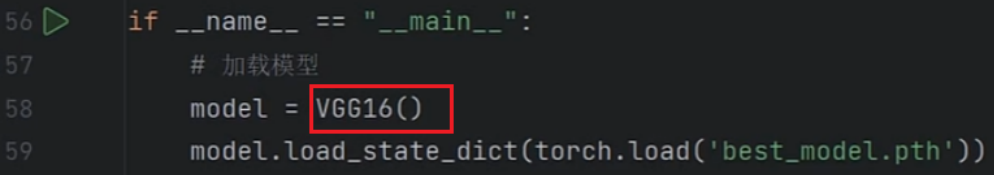 56 if __name__ == "__main__":
57 # 加载模型
58 model = VGG16()
59 model.load_state_dict(torch.load('best_model.pth'))